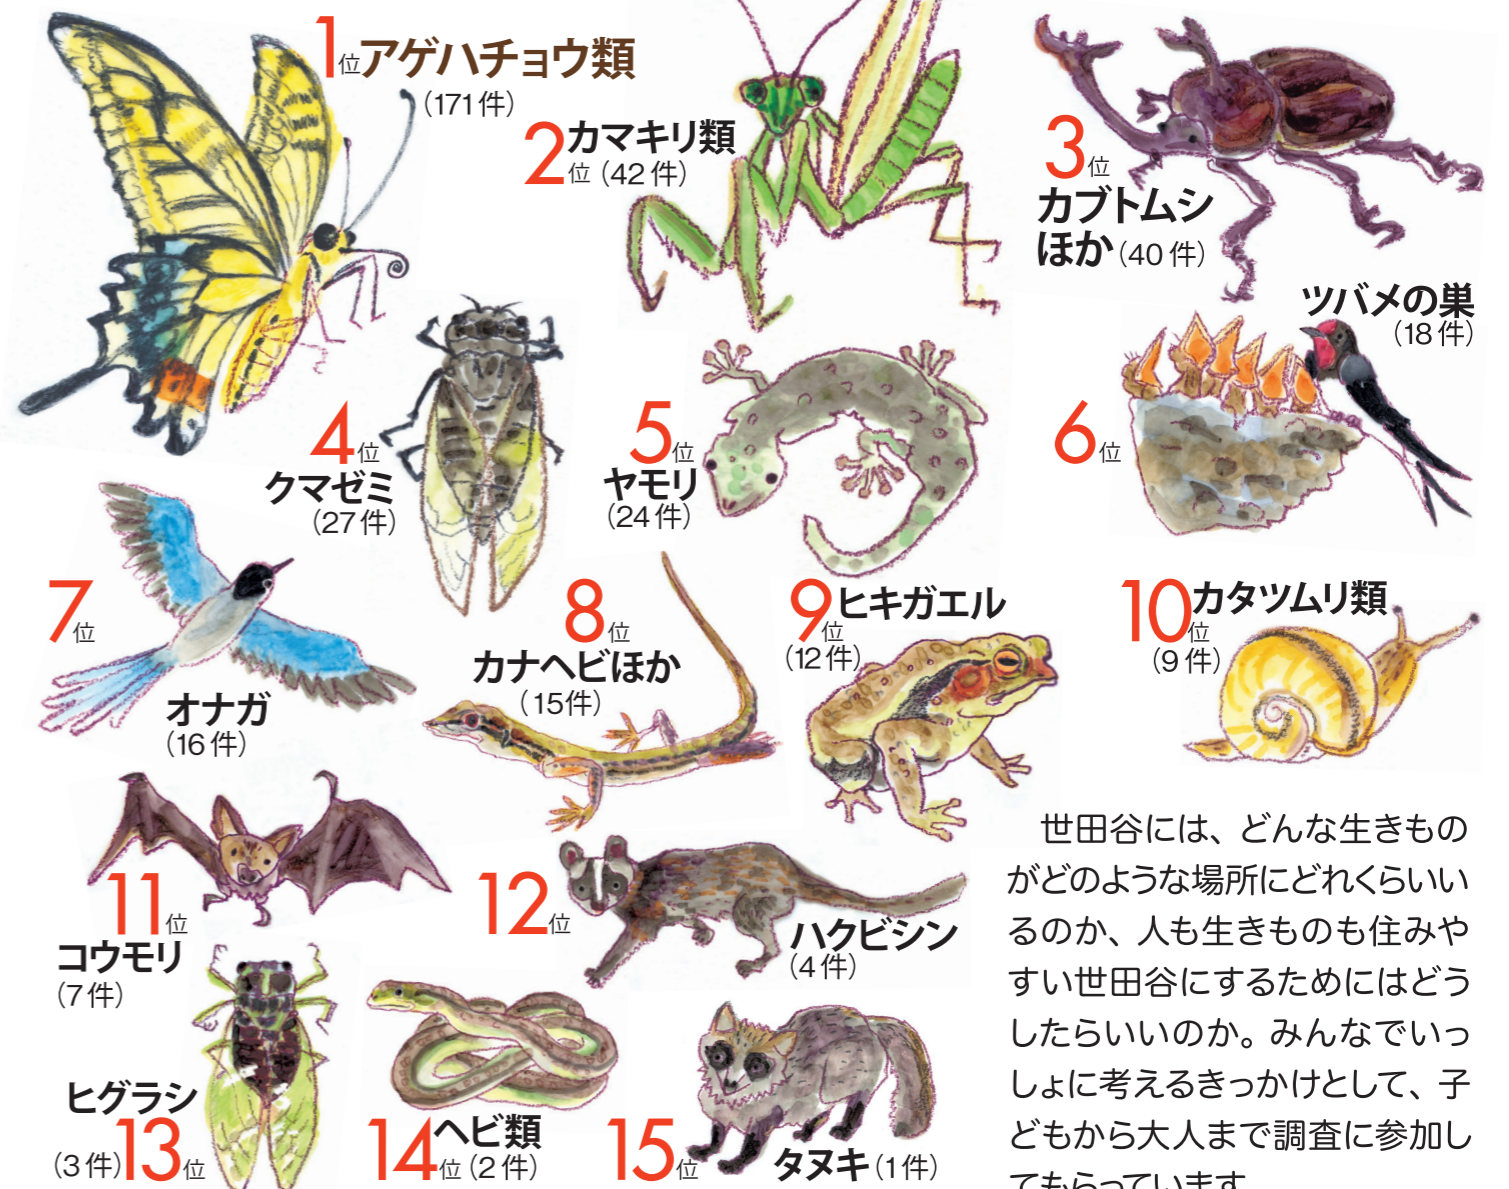 1位アゲハチョウ類
(171件)
2位カマキリ類
(42件)
3位
カブトムシ
ほか(40件)
4位
クマゼミ
(27件)
5位
ヤモリ
(24件)
6位
ツバメの巣
(18件)
7位
オナガ
(16件)
8位
カナヘビほか
(15件)
9位ヒキガエル
(12件)
10位カタツムリ類
(9件)
11位
コウモリ
(7件)
12位
ハクビシン
(4件)
ヒグラシ
(3件)13位
14位ヘビ類
(2件)
15位
タヌキ(1件)
世田谷には、どんな生きもの
がどのような場所にどれくらいい
るのか、人も生きものも住みや
すい世田谷にするためにはどう
したらいいのか。みんなでいっ
しょに考えるきっかけとして、子
どもから大人まで調査に参加し
てもらっています